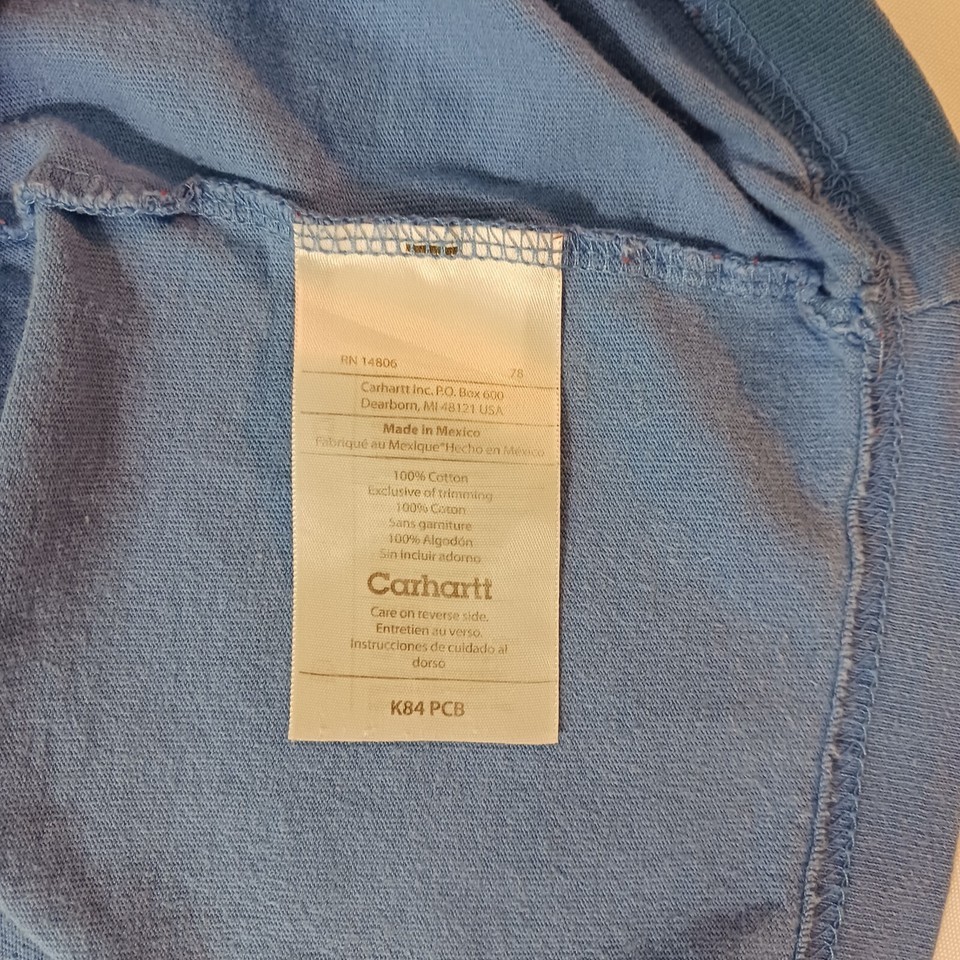 RN 14806 78
Carhartt Inc. P.O. Box 600
Dearborn, MI 48121 USA
Made in Mexico
Fabriqué au Mexique*Hecho en México
100% Cotton
Exclusive of trimming
100% Coton
Sans garniture
100% Algodón
Sin incluir adorno
Carhartt
Care on reverse side.
Entretien au verso.
Instrucciones de cuidado al
dorso
K84 PCB